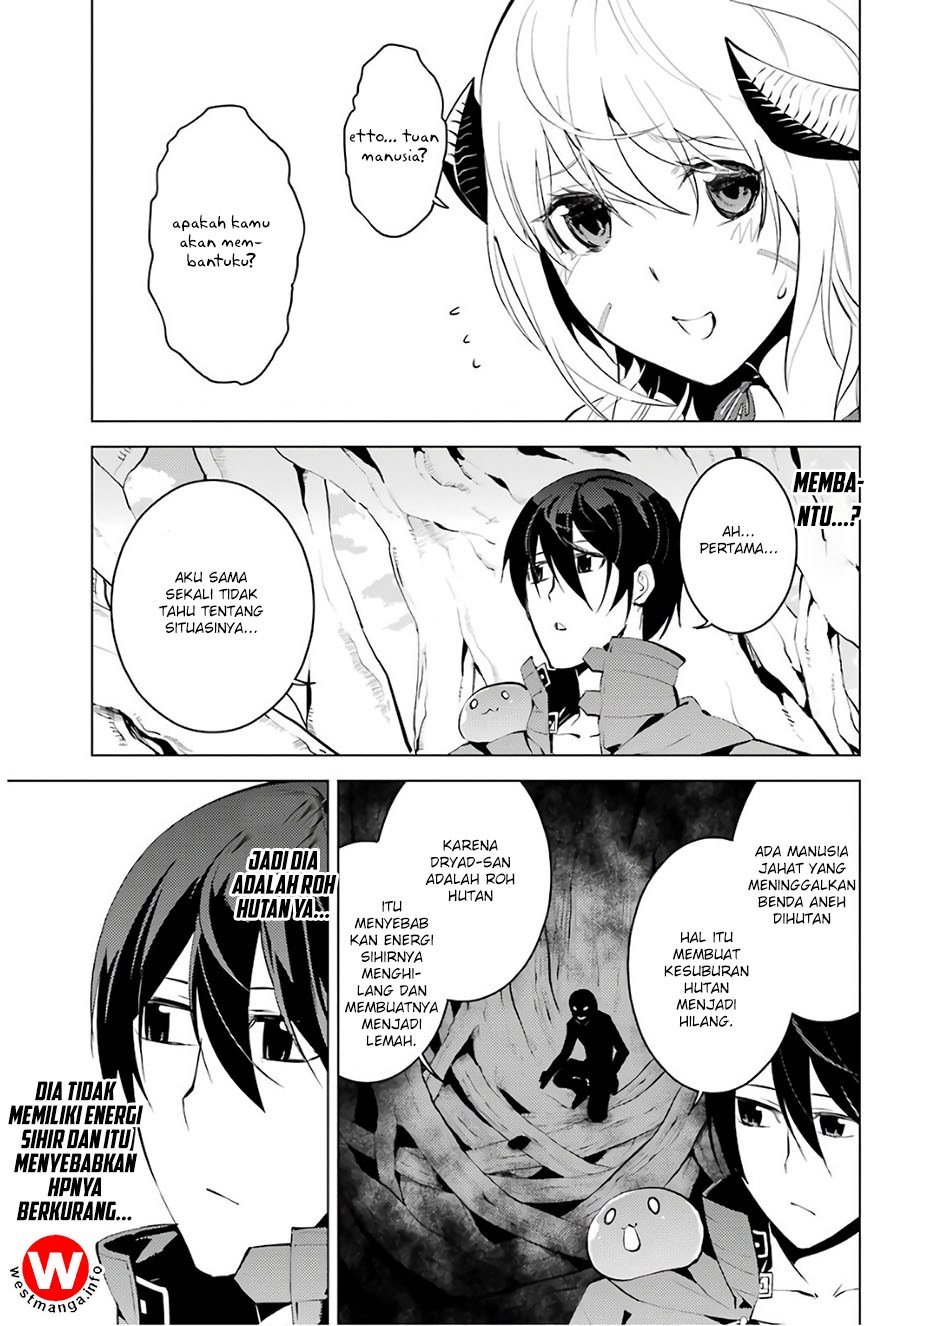 etto... tuan
manusia?
apakah kamu
akan mem-
bantuku?
MEMBA-
NTU...?
AH...
PERTAMA...
AKU SAMA
SEKALI TIDAK
TAHU TENTANG
SITUASINYA...
ADA MANUSIA
JAHAT YANG
MENINGGALKAN
BENDA ANEH
DIHUTAN
HAL ITU
MEMBUAT
KESUBURAN
HUTAN
MENJADI
HILANG.
KARENA
DRYAD-SAN
ADALAH ROH
HUTAN
ITU
MENYEBAB
KAN ENERGI
SIHIRNYA
MENGHI-
LANG DAN
MEMBUATNYA
MENJADI
LEMAH.
JADI DIA
ADALAH ROH
HUTAN YA...
DIA TIDAK
MEMILIKI ENERGI
SIHIR DAN ITU
MENYEBABKAN
HPNYA
BERKURANG...
W
westmanga.info